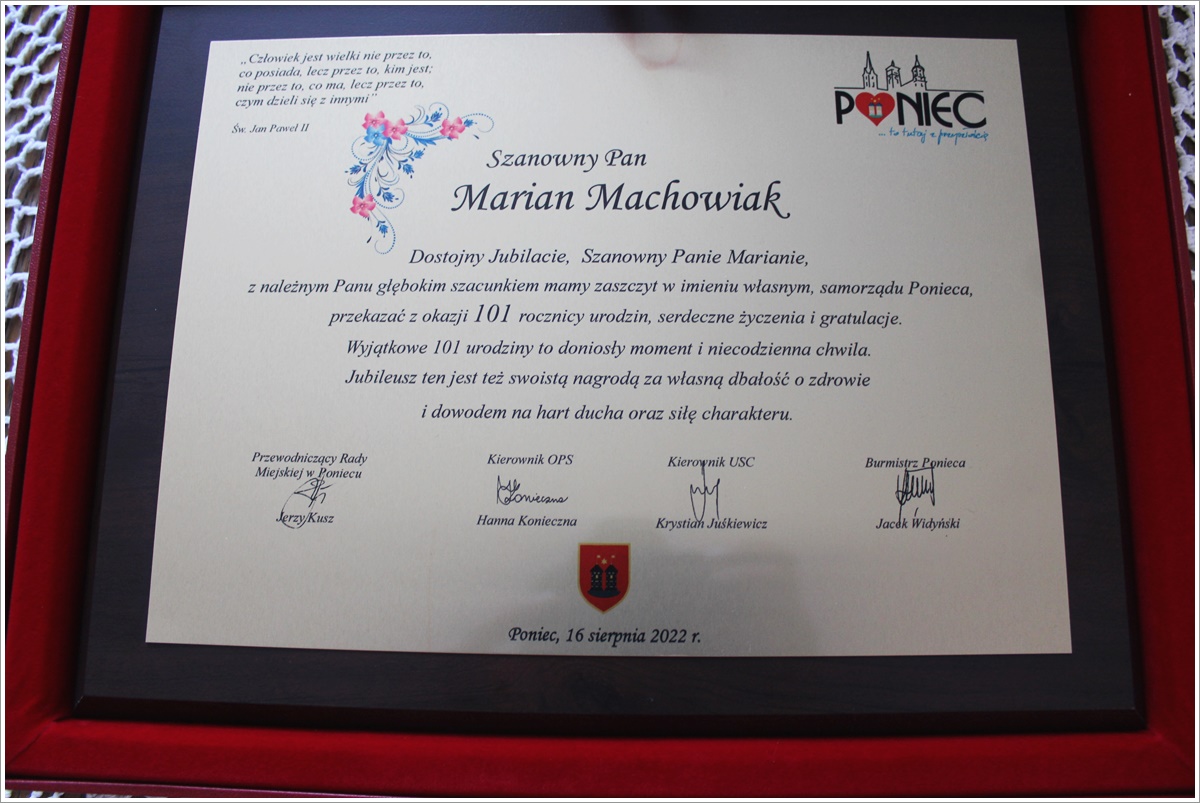 „Człowiek jest wielki nie przez to,
co posiada, lecz przez to, kim jest;
nie przez to, co ma, lecz przez to,
czym dzieli się z innymi”
Św. Jan Paweł II
PONIEC
...tu tutaj z przyszłością
Szanowny Pan
Marian Machowiak
Dostojny Jubilacie, Szanowny Panie Marianie,
z należnym Panu głębokim szacunkiem mamy zaszczyt w imieniu własnym, samorządu Ponieca,
przekazać z okazji 101 rocznicy urodzin, serdeczne życzenia i gratulacje.
Wyjątkowe 101 urodziny to doniosły moment i niecodzienna chwila.
Jubileusz ten jest też swoistą nagrodą za własną dbałość o zdrowie
i dowodem na hart ducha oraz siłę charakteru.
Przewodniczący Rady
Miejskiej w Poniecu
Jerzy Kusz
Kierownik OPS
HKonieczna
Hanna Konieczna
Kierownik USC
Krystian Juśkiewicz
Burmistrz Ponieca
Jacek Widyński
Poniec, 16 sierpnia 2022 r.